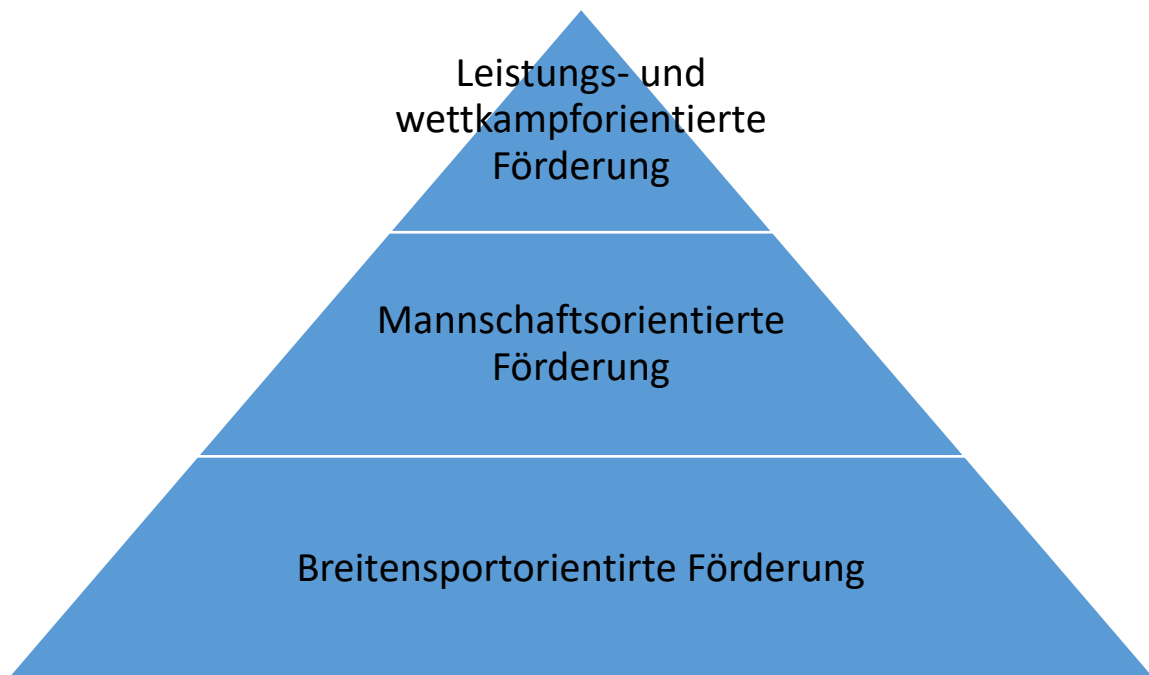 Leistungs- und
wettkampforientierte
Förderung
Mannschaftsorientierte
Förderung
Breitensportorientirte Förderung